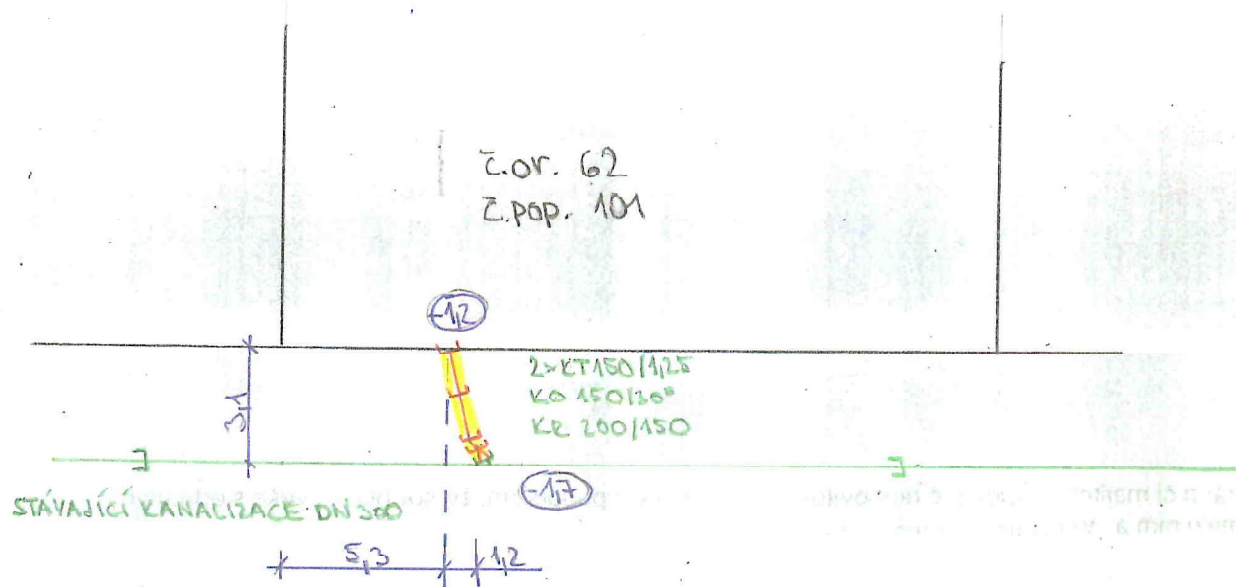 č.or. 62
č.pop. 101
-1,2
2×KT150/1,25
KO 150/30°
KR 200/150
3,1
-1,7
STÁVAJÍCÍ KANALIZACE DN 300
5,3
1,2